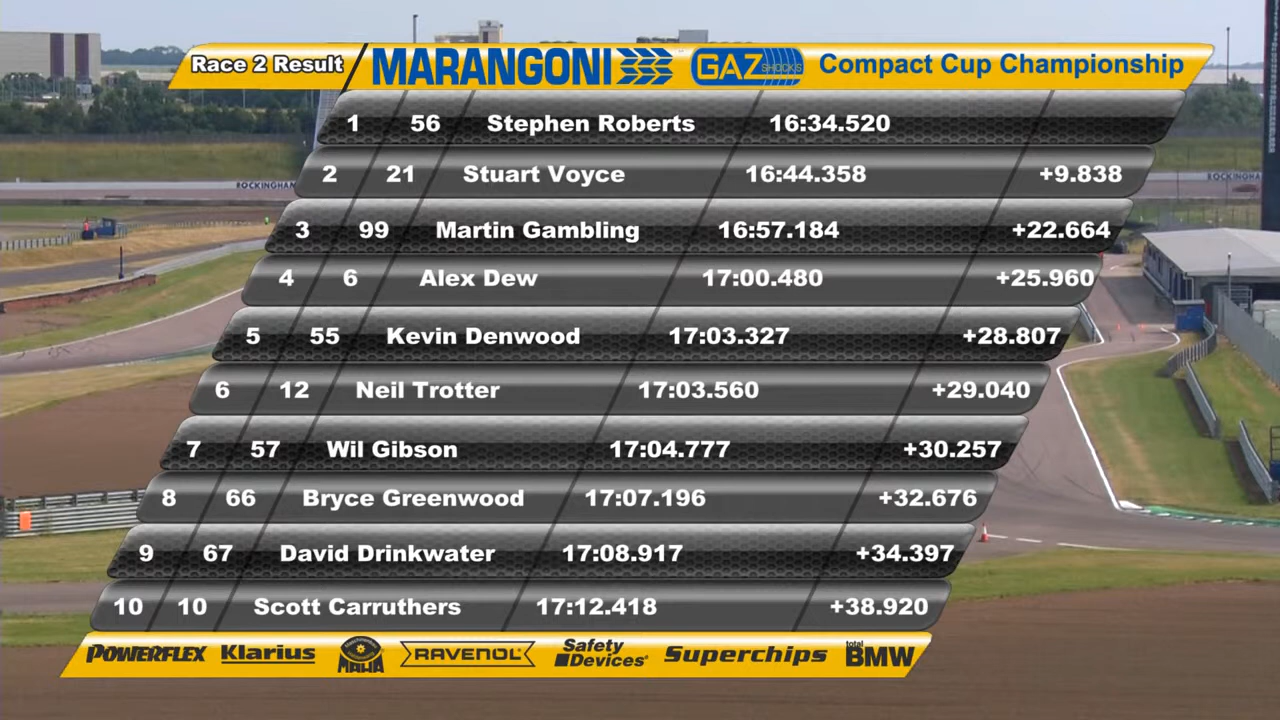 Race 2 Result MARANGONI GAZ SHOCKS Compact Cup Championship
1 56 Stephen Roberts 16:34.520
2 21 Stuart Voyce 16:44.358 +9.838
ROCKINGHAM ROCKINGHAM
3 99 Martin Gambling 16:57.184 +22.664
4 6 Alex Dew 17:00.480 +25.960
5 55 Kevin Denwood 17:03.327 +28.807
6 12 Neil Trotter 17:03.560 +29.040
7 57 Wil Gibson 17:04.777 +30.257
8 66 Bryce Greenwood 17:07.196 +32.676
9 67 David Drinkwater 17:08.917 +34.397
10 10 Scott Carruthers 17:12.418 +38.920
POWERFLEX Klarius MAHA RAVENOL Safety Devices Superchips total BMW